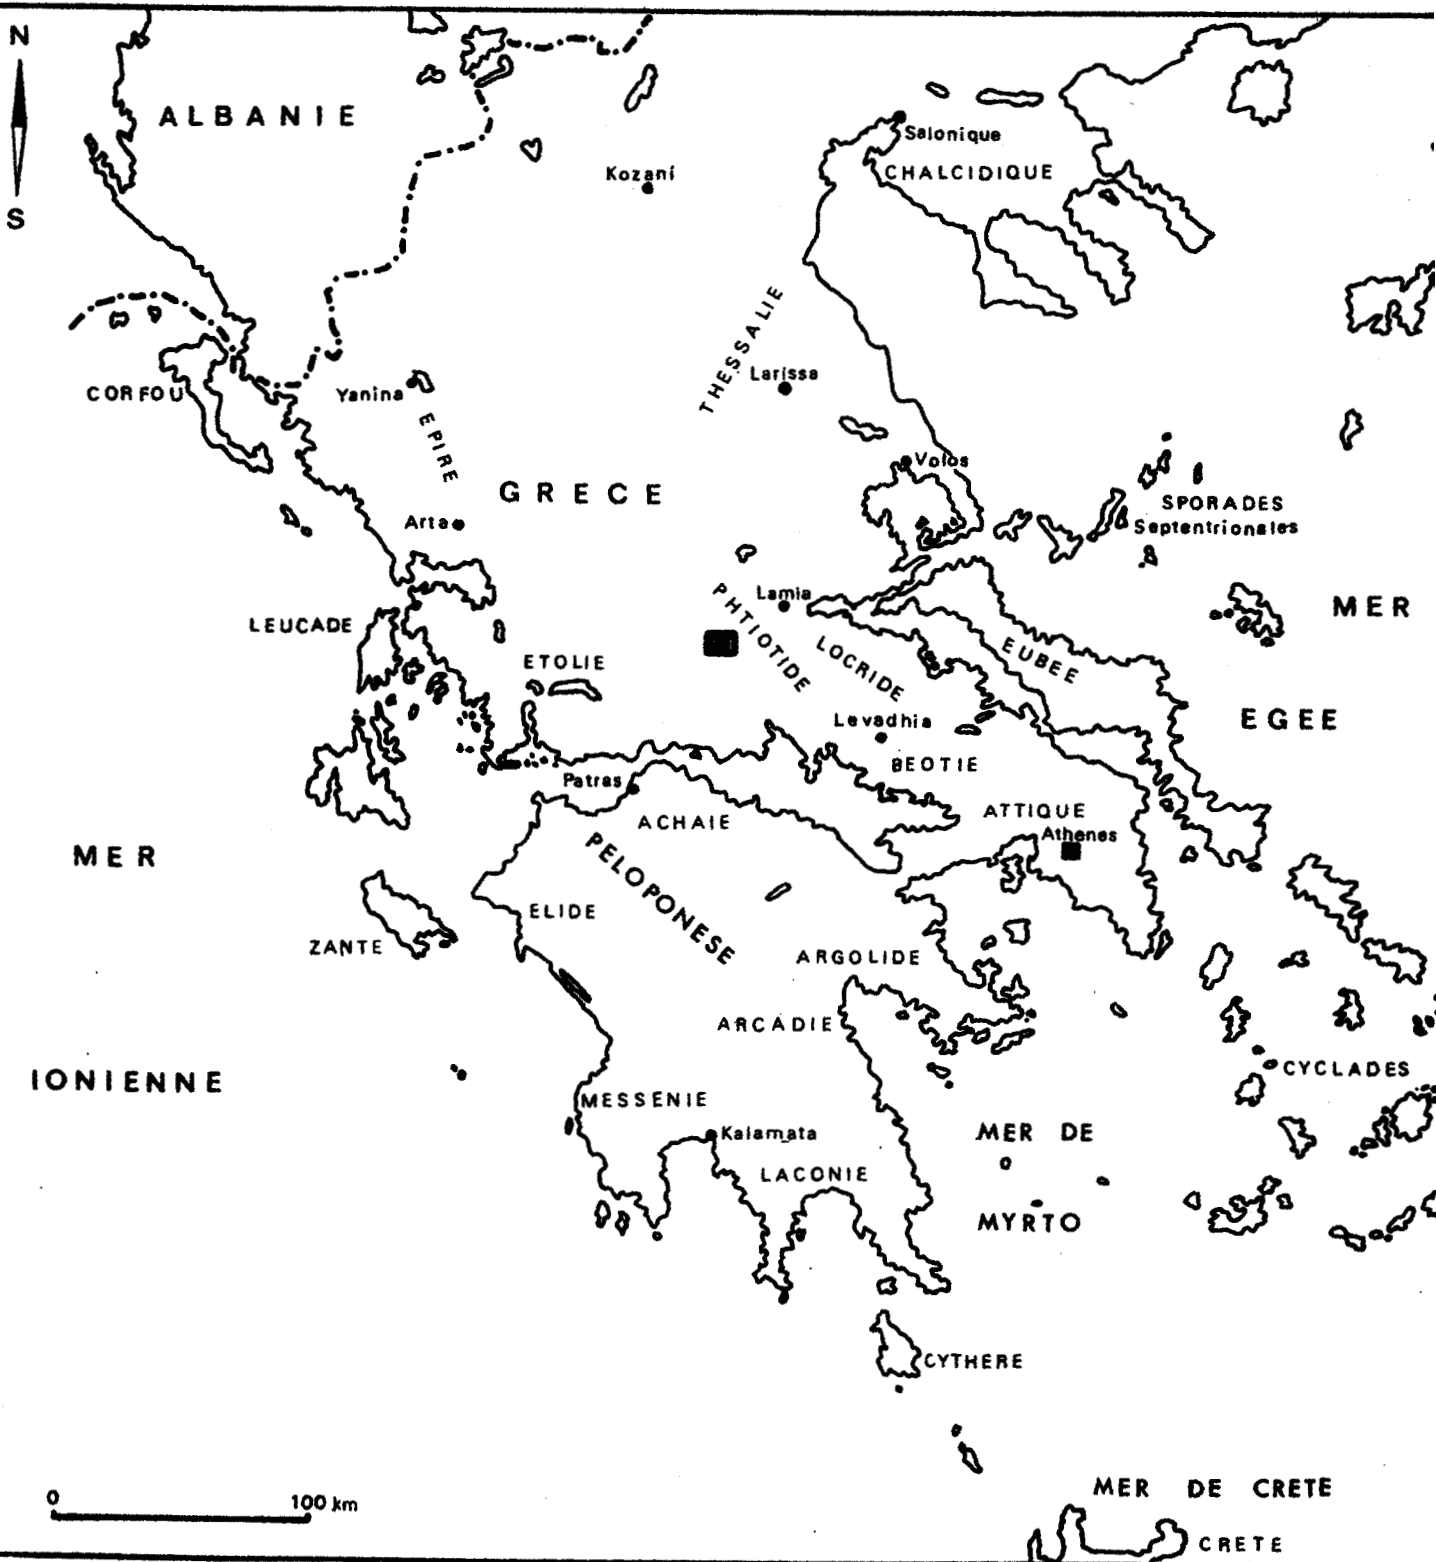 N
ALBANIE
S
Salonique
CHALCIDIQUE
Kozani
THESSALIE
Larissa
CORFOU
Yanina
EPIRE
Volos
GRECE
SPORADES
Septentrionales
Arta
Lamia
PHTIOTIDE
MER
LEUCADE
ETOLIE
LOCRIDE
EUBEE
Levadhia
EGEE
BEOTIE
Patras
ACHAIE
ATTIQUE
Athenes
MER
PELOPONESE
ELIDE
ZANTE
ARGOLIDE
ARCADIE
IONIENNE
CYCLADES
MESSENIE
Kalamata
MER DE
LACONIE
MYRTO
CYTHERE
MER DE CRETE
0
100 km
CRETE